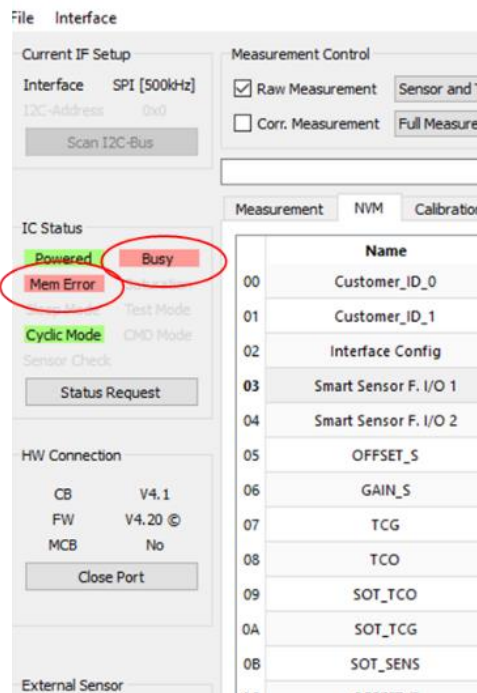 File Interface
Current IF Setup
Interface SPI [500kHz]
I2C-Address 0x0
Scan I2C-Bus
IC Status
Powered Busy
Mem Error
Sleep Mode Test Mode
Cyclic Mode CMD Mode
Sensor Check
Status Request
HW Connection
CB V4.1
FW V4.20 ©
MCB No
Close Port
External Sensor
Measurement Control
Raw Measurement Sensor and
Corr. Measurement Full Measure
Measurement NVM Calibration
Name
00 Customer_ID_0
01 Customer_ID_1
02 Interface Config
03 Smart Sensor F. I/O 1
04 Smart Sensor F. I/O 2
05 OFFSET_S
06 GAIN_S
07 TCG
08 TCO
09 SOT_TCO
0A SOT_TCG
0B SOT_SENS